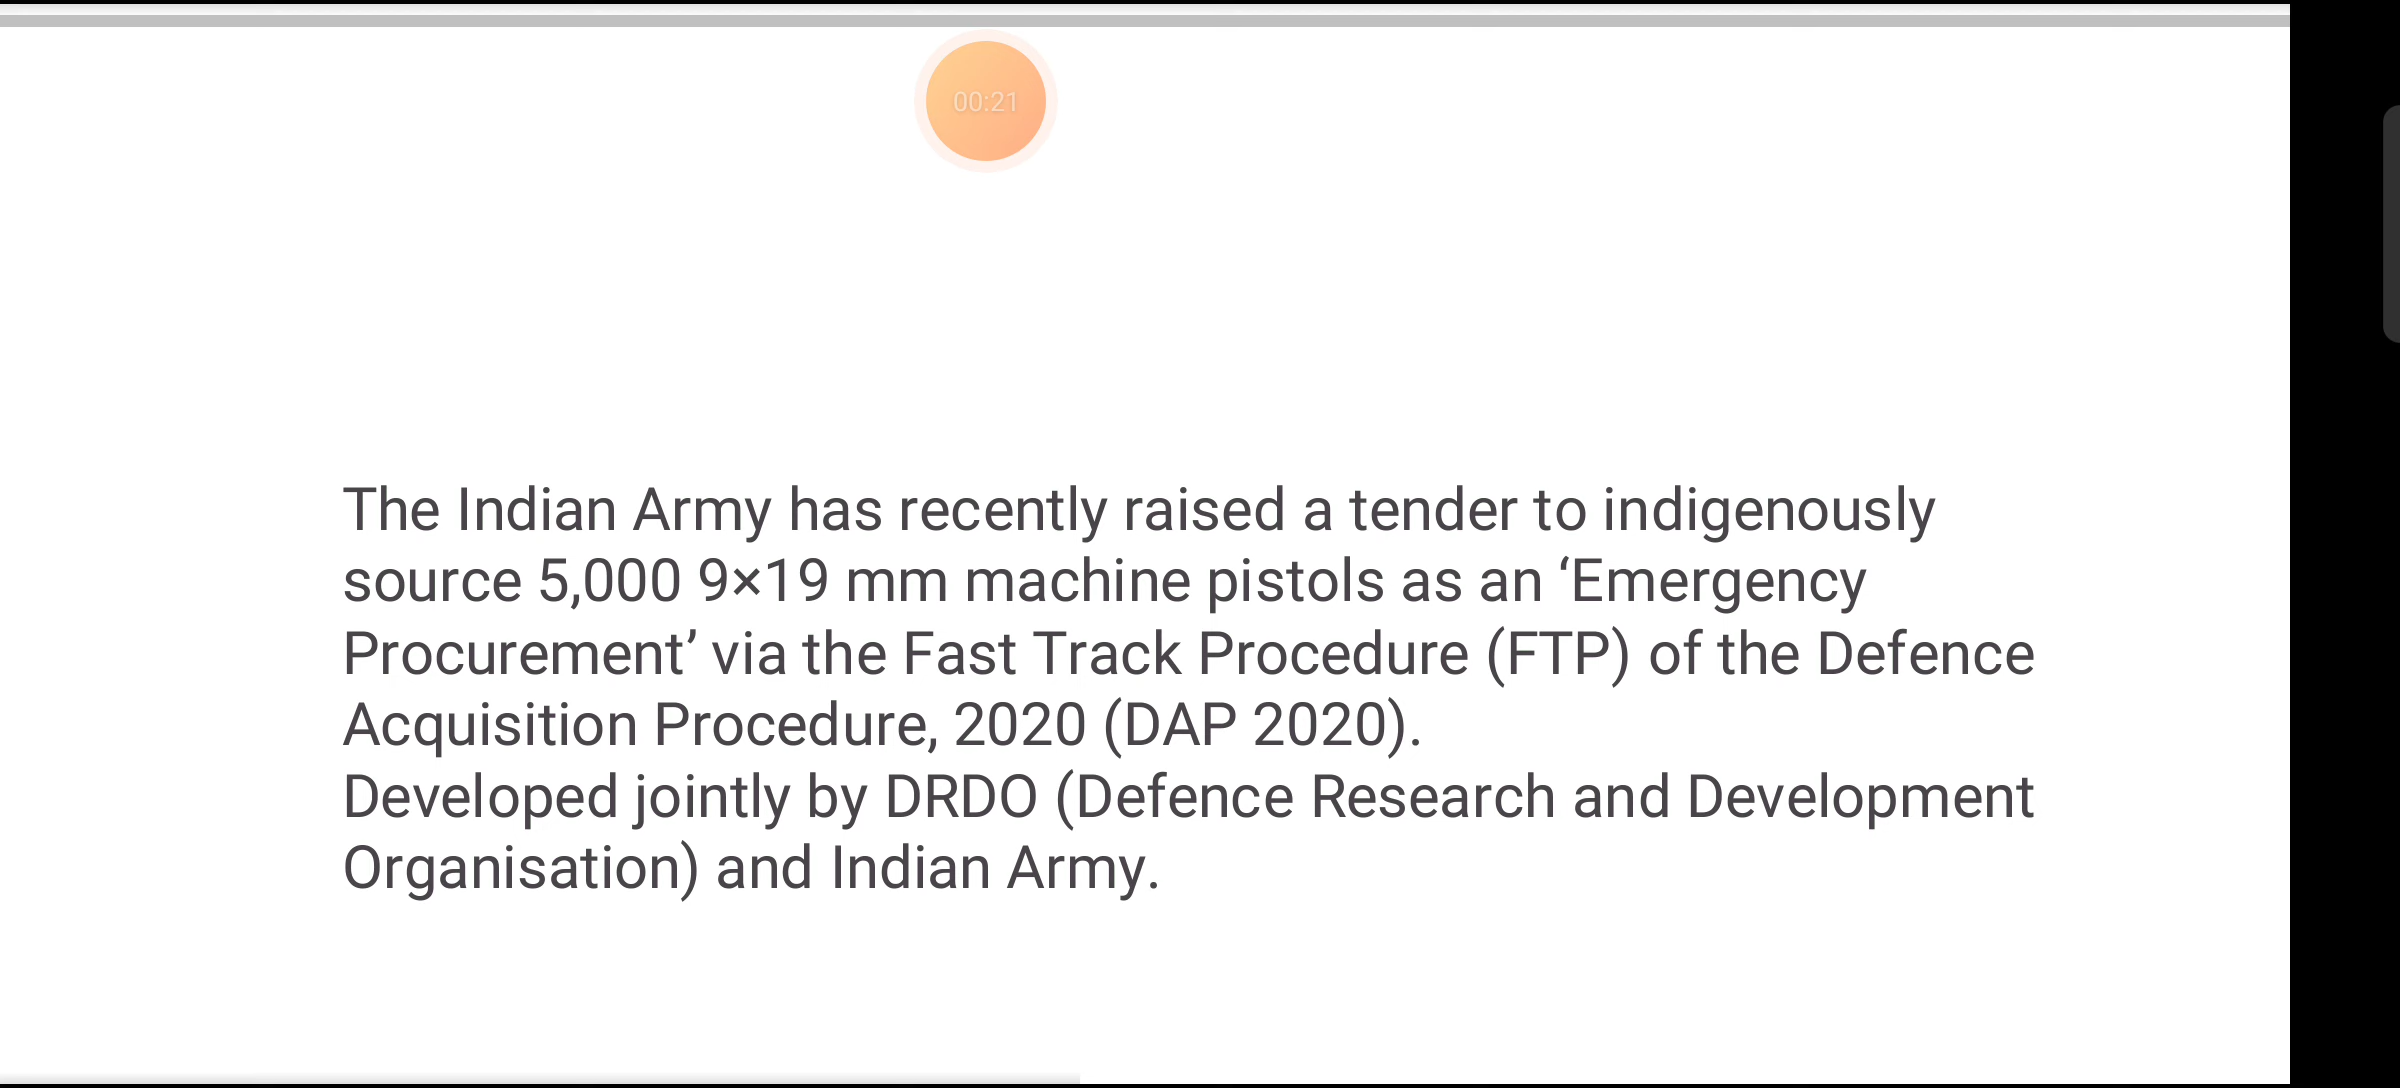 00:21
The Indian Army has recently raised a tender to indigenously
source 5,000 9×19 mm machine pistols as an ‘Emergency
Procurement’ via the Fast Track Procedure (FTP) of the Defence
Acquisition Procedure, 2020 (DAP 2020).
Developed jointly by DRDO (Defence Research and Development
Organisation) and Indian Army.